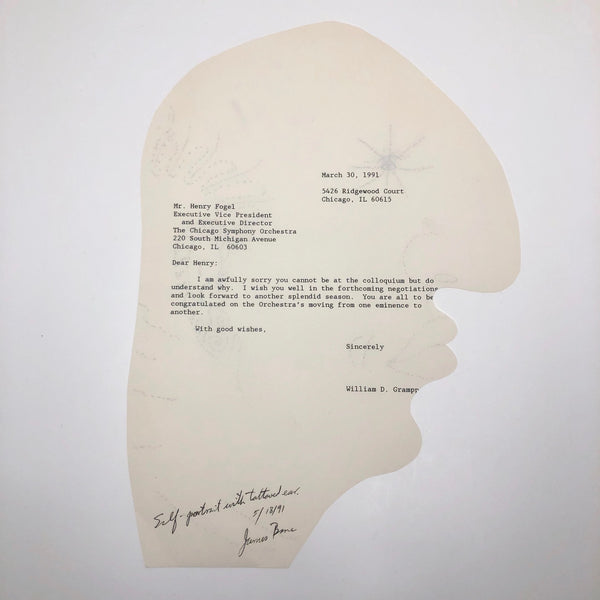 March 30, 1991
5426 Ridgewood Court
Chicago, IL 60615
Mr. Henry Fogel
Executive Vice President
and Executive Director
The Chicago Symphony Orchestra
220 South Michigan Avenue
Chicago, IL 60603
Dear Henry:
I am awfully sorry you cannot be at the colloquium but do
understand why. I wish you well in the forthcoming negotiations
and look forward to another splendid season. You are all to be
congratulated on the Orchestra's moving from one eminence to
another.
With good wishes,
Sincerely
William D. Grampp
Self-portrait with tattooed ear.
5/13/91
James